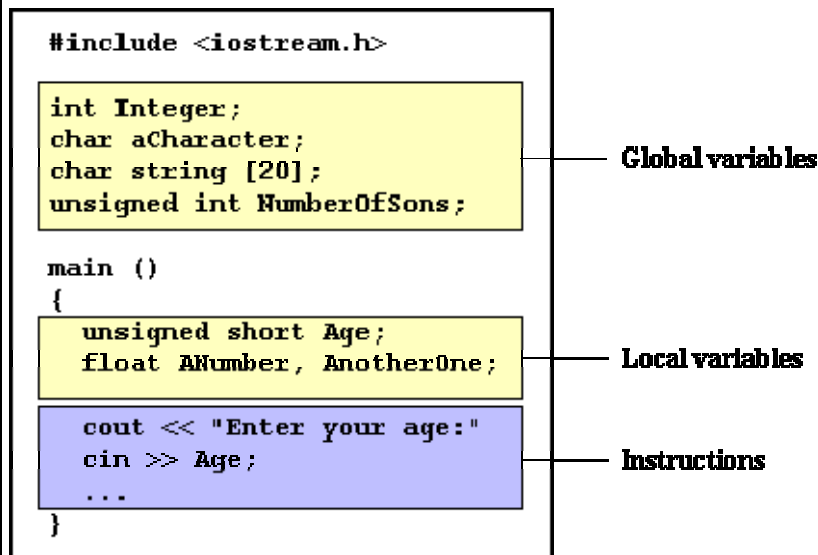 #include <iostream.h>
int Integer;
char aCharacter;
char string [20];
unsigned int NumberOfSons;
Global variables
main ()
{
unsigned short Age;
float ANumber, AnotherOne;
Local variables
cout << "Enter your age:"
cin >> Age;
...
Instructions
}